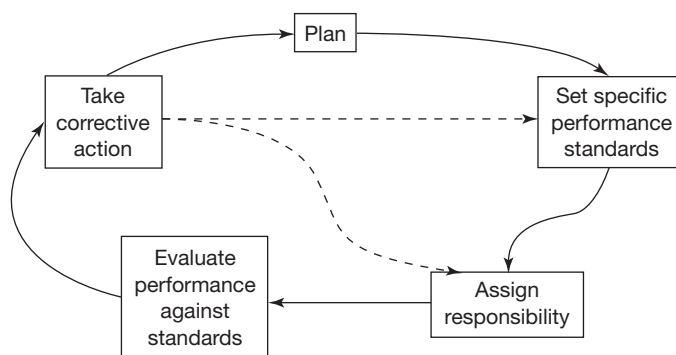 Plan
Take
corrective
action
Set specific
performance
standards
Evaluate
performance
against
standards
Assign
responsibility